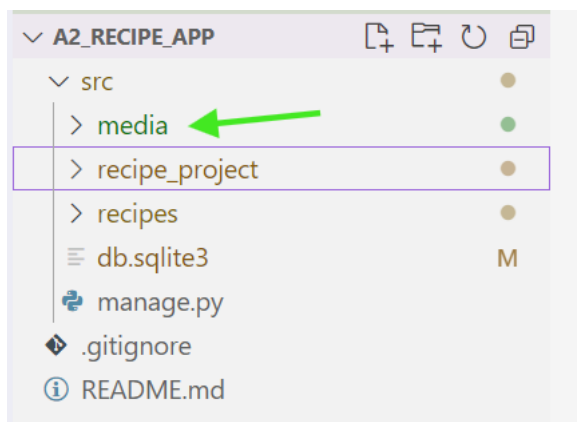 A2_RECIPE_APP
src
media
recipe_project
recipes
db.sqlite3 M
manage.py
.gitignore
README.md